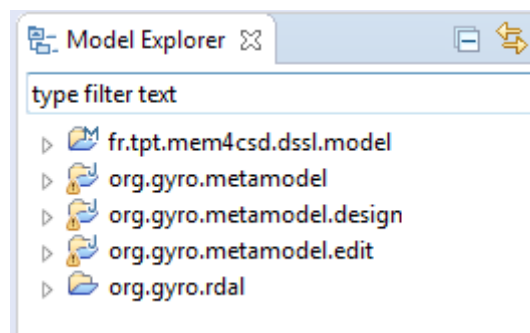 Model Explorer
type filter text
fr.tpt.mem4csd.dssl.model
org.gyro.metamodel
org.gyro.metamodel.design
org.gyro.metamodel.edit
org.gyro.rdal